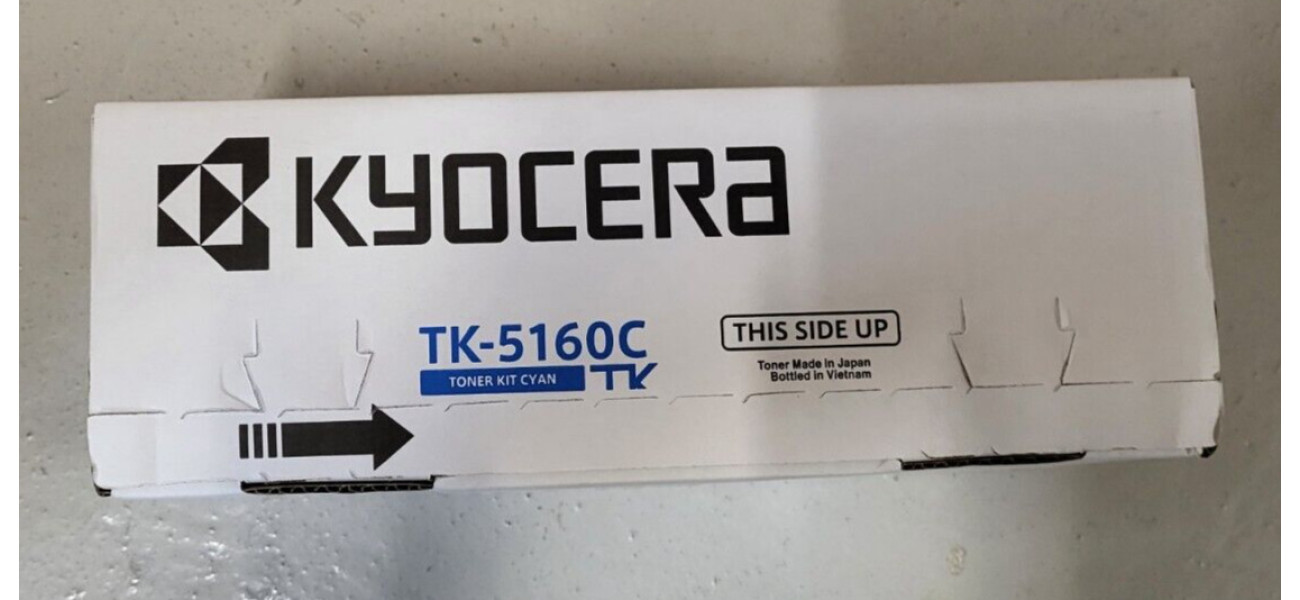 KYOCERA
TK-5160C
TONER KIT CYAN TK
THIS SIDE UP
Toner Made in Japan
Bottled in Vietnam